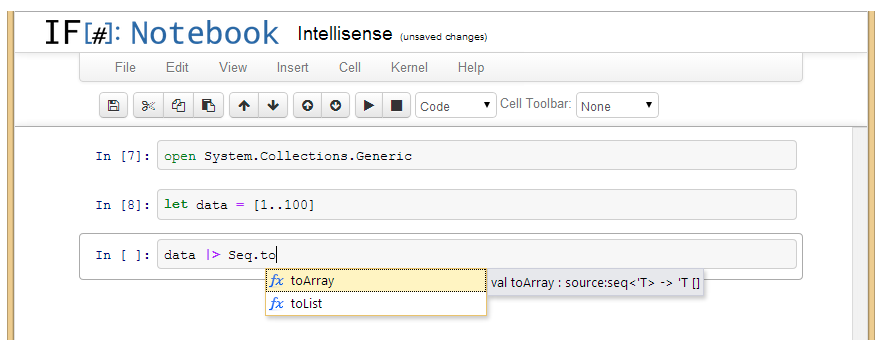 IF[#]: Notebook Intellisense (unsaved changes)
File Edit View Insert Cell Kernel Help
Code Cell Toolbar: None
In [7]: open System.Collections.Generic
In [8]: let data = [1..100]
In [ ]: data |> Seq.to
fx toArray val toArray : source:seq<'T> -> 'T []
fx toList